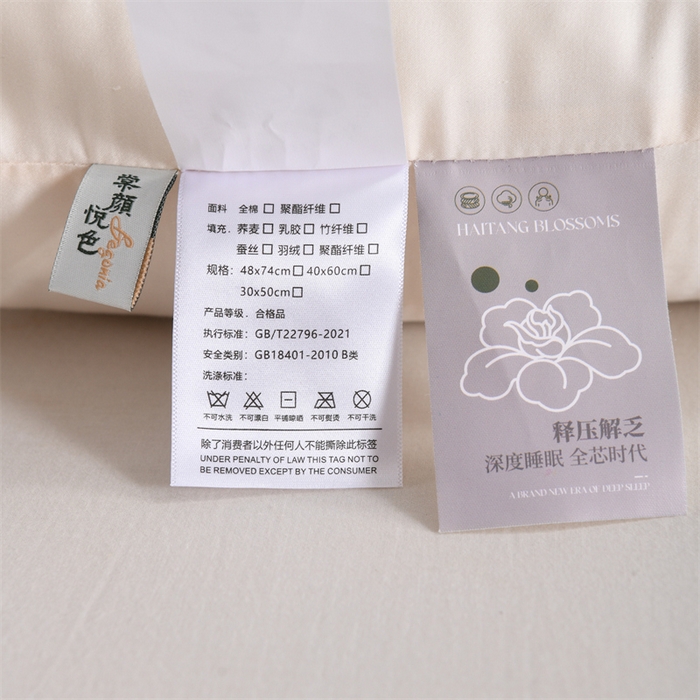 棠颜
悦色
Begonia
面料 全棉□ 聚酯纤维□
填充：荞麦□乳胶□竹纤维□
蚕丝□ 羽绒□ 聚酯纤维□
规格：48x74cm□ 40x60cm□
30x50cm□
产品等级：合格品
执行标准：GB/T22796-2021
安全类别：GB18401-2010 B类
洗涤标准：
不可水洗 不可漂白 平铺晾晒 不可熨烫 不可干洗
除了消费者以外任何人不能撕除此标签
UNDER PENALTY OF LAW THIS TAG NOT TO
BE REMOVED EXCEPT BY THE CONSUMER
HAITANG BLOSSOMS
释压解乏
深度睡眠 全芯时代
A BRAND NEW ERA OF DEEP SLEEP